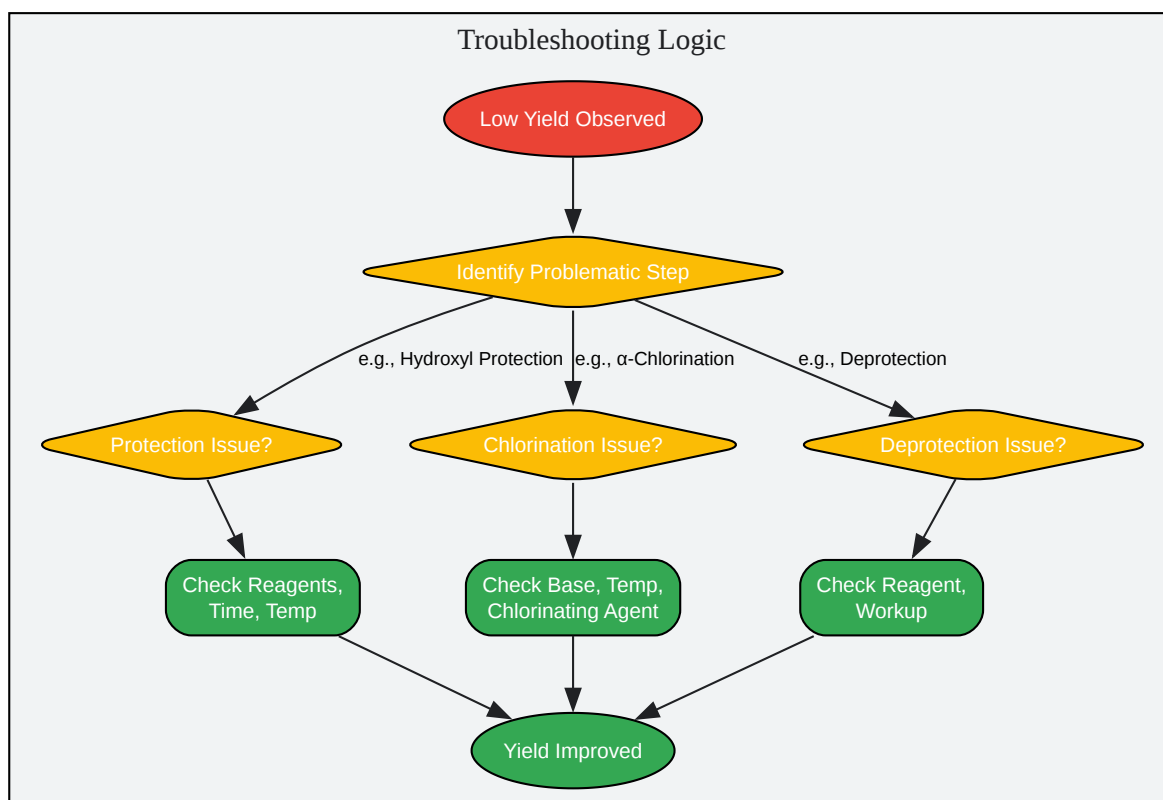 Troubleshooting Logic
Low Yield Observed
Identify Problematic Step
e.g., Hydroxyl Protection
e.g., α-Chlorination
e.g., Deprotection
Protection Issue?
Chlorination Issue?
Deprotection Issue?
Check Reagents,
Time, Temp
Check Base, Temp,
Chlorinating Agent
Check Reagent,
Workup
Yield Improved